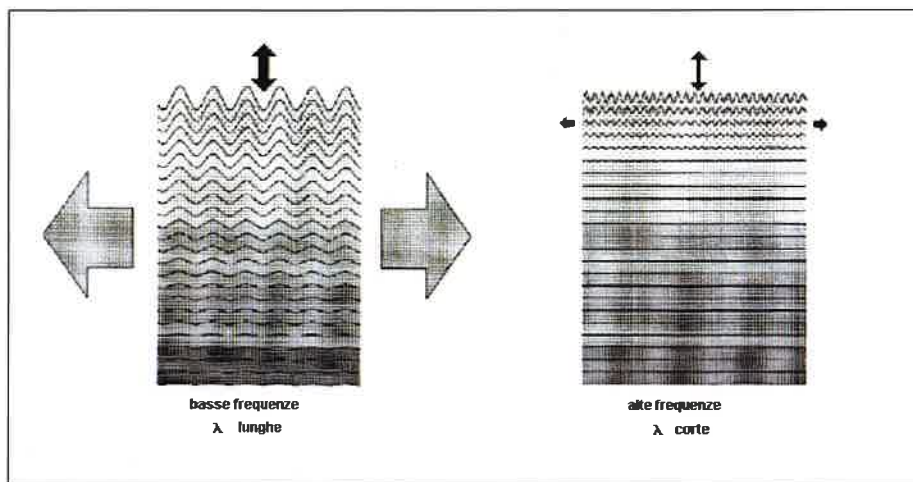 basse frequenze
λ lunghe
alte frequenze
λ corte